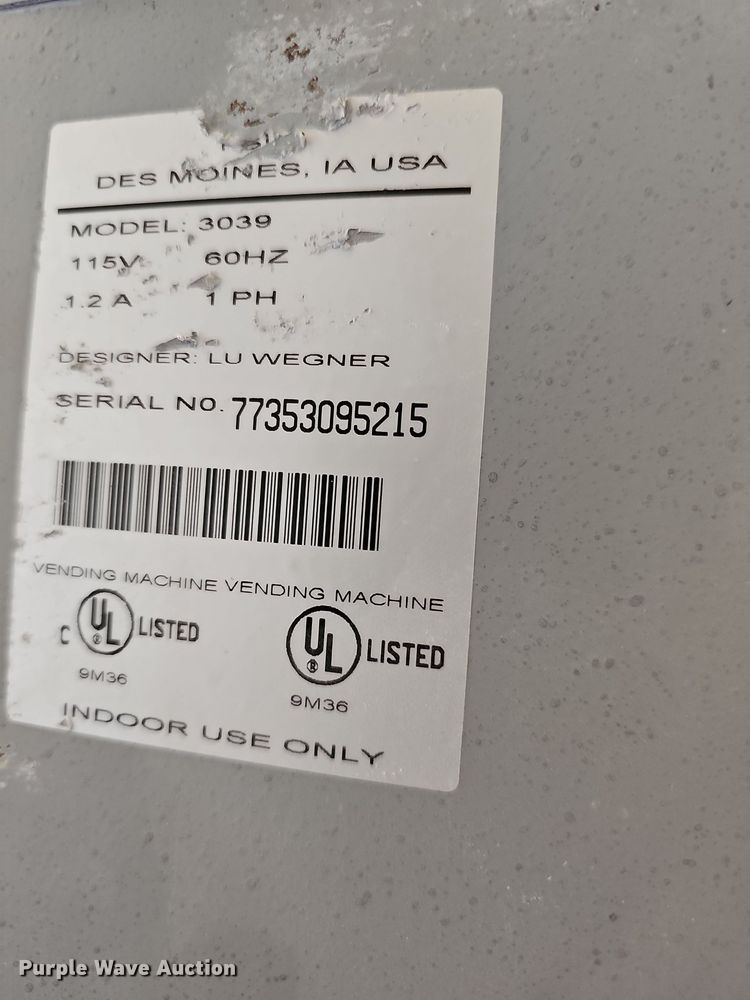 DES MOINES, IA USA
MODEL: 3039
115V 60HZ
1.2 A 1 PH
DESIGNER: LU WEGNER
SERIAL NO. 77353095215
VENDING MACHINE VENDING MACHINE
C UL ® LISTED UL ® LISTED
9M36 9M36
INDOOR USE ONLY
Purple Wave Auction